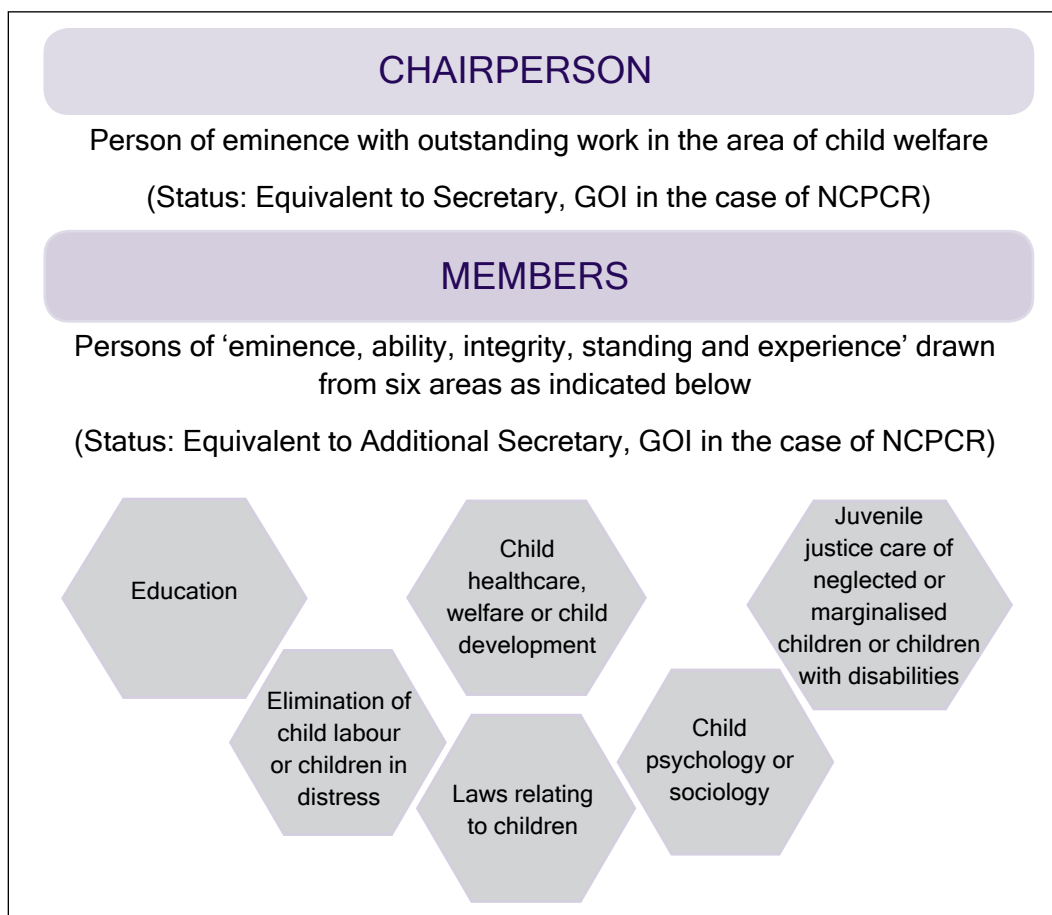 CHAIRPERSON
Person of eminence with outstanding work in the area of child welfare
(Status: Equivalent to Secretary, GOI in the case of NCPCR)
MEMBERS
Persons of ‘eminence, ability, integrity, standing and experience’ drawn
from six areas as indicated below
(Status: Equivalent to Additional Secretary, GOI in the case of NCPCR)
Education
Elimination of
child labour
or children in
distress
Child
healthcare,
welfare or child
development
Laws relating
to children
Child
psychology or
sociology
Juvenile
justice care of
neglected or
marginalised
children or children
with disabilities